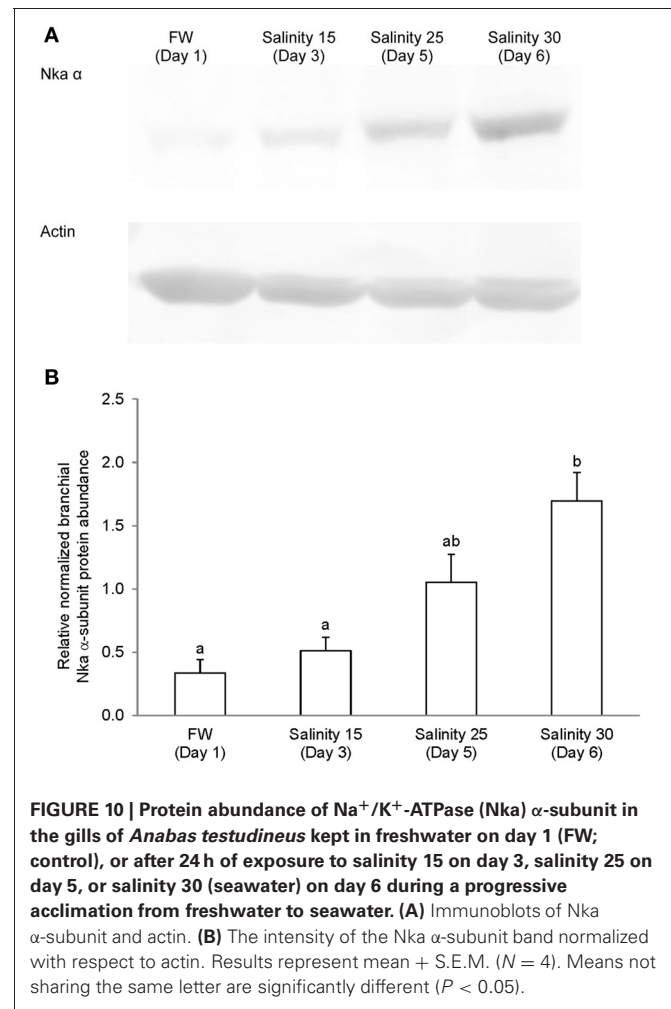 A
FW Salinity 15 Salinity 25 Salinity 30
(Day 1) (Day 3) (Day 5) (Day 6)
Nka α
Actin
B
Relative normalized branchial
Nka α-subunit protein abundance
2.5
2.0
1.5
1.0
0.5
0.0
a
a
ab
b
FW Salinity 15 Salinity 25 Salinity 30
(Day 1) (Day 3) (Day 5) (Day 6)
FIGURE 10 | Protein abundance of Na⁺/K⁺-ATPase (Nka) α-subunit in
the gills of Anabas testudineus kept in freshwater on day 1 (FW;
control), or after 24 h of exposure to salinity 15 on day 3, salinity 25 on
day 5, or salinity 30 (seawater) on day 6 during a progressive
acclimation from freshwater to seawater. (A) Immunoblots of Nka
α-subunit and actin. (B) The intensity of the Nka α-subunit band normalized
with respect to actin. Results represent mean + S.E.M. (N = 4). Means not
sharing the same letter are significantly different (P < 0.05).